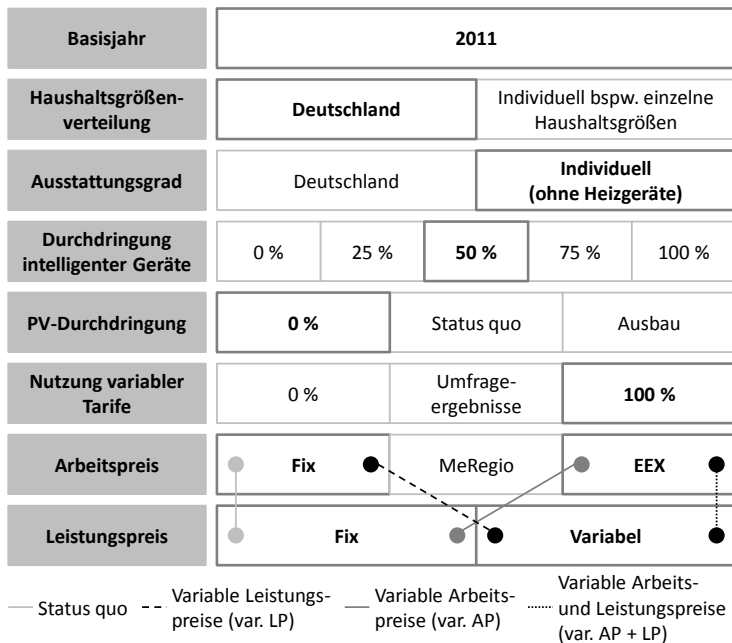 Basisjahr
2011
Haushaltsgrößen-
verteilung
Deutschland
Individuell bspw. einzelne
Haushaltsgrößen
Ausstattungsgrad
Deutschland
Individuell
(ohne Heizgeräte)
Durchdringung
intelligenter Geräte
0 %
25 %
50 %
75 %
100 %
PV-Durchdringung
0 %
Status quo
Ausbau
Nutzung variabler
Tarife
0 %
Umfrage-
ergebnisse
100 %
Arbeitspreis
Fix
MeRegio
EEX
Leistungspreis
Fix
Variabel
Status quo
Variable Leistungs-
preise (var. LP)
Variable Arbeits-
preise (var. AP)
Variable Arbeits-
und Leistungspreise
(var. AP + LP)